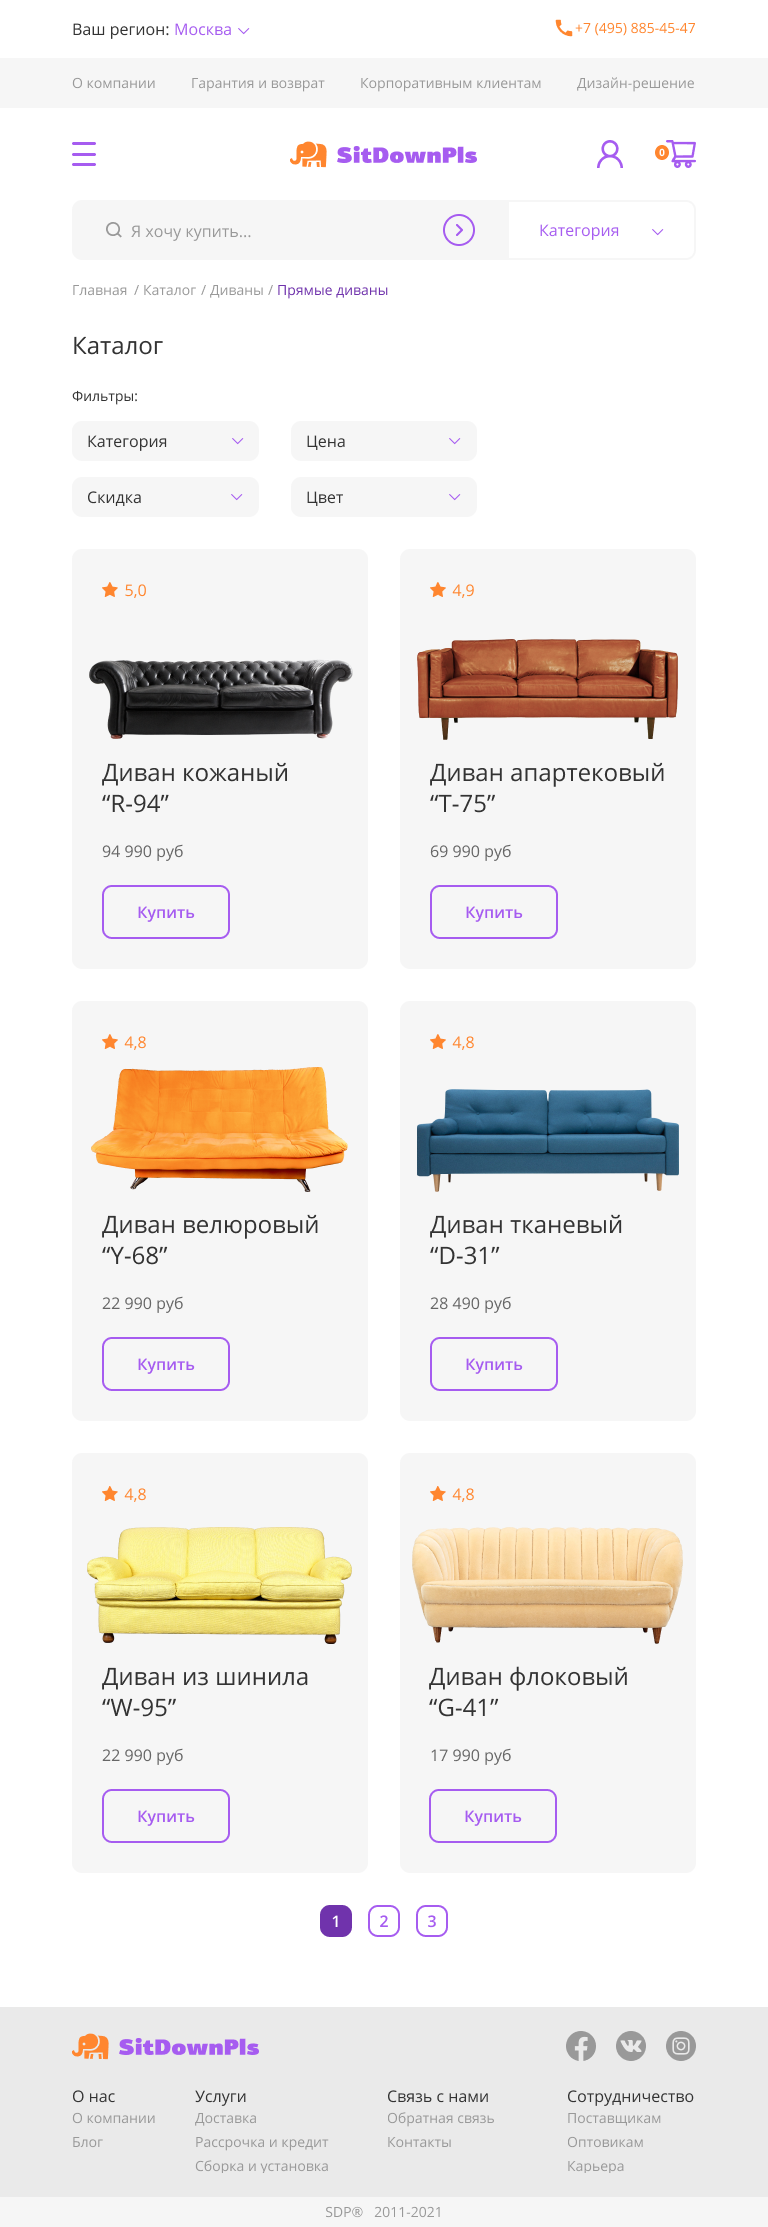 Ваш регион: Москва
+7 (495) 885-45-47
О компании Гарантия и возврат Корпоративным клиентам Дизайн-решение
SitDownPls
0
Я хочу купить...
Категория
Главная / Каталог / Диваны / Прямые диваны
Каталог
Фильтры:
Категория Цена
Скидка Цвет
5,0
Диван кожаный
“R-94”
94 990 руб
Купить
4,9
Диван апартековый
“T-75”
69 990 руб
Купить
4,8
Диван велюровый
“Y-68”
22 990 руб
Купить
4,8
Диван тканевый
“D-31”
28 490 руб
Купить
4,8
Диван из шинила
“W-95”
22 990 руб
Купить
4,8
Диван флоковый
“G-41”
17 990 руб
Купить
1 2 3
SitDownPls
О нас
О компании
Блог
Услуги
Доставка
Рассрочка и кредит
Сборка и установка
Связь с нами
Обратная связь
Контакты
Сотрудничество
Поставщикам
Оптовикам
Карьера
SDP® 2011-2021